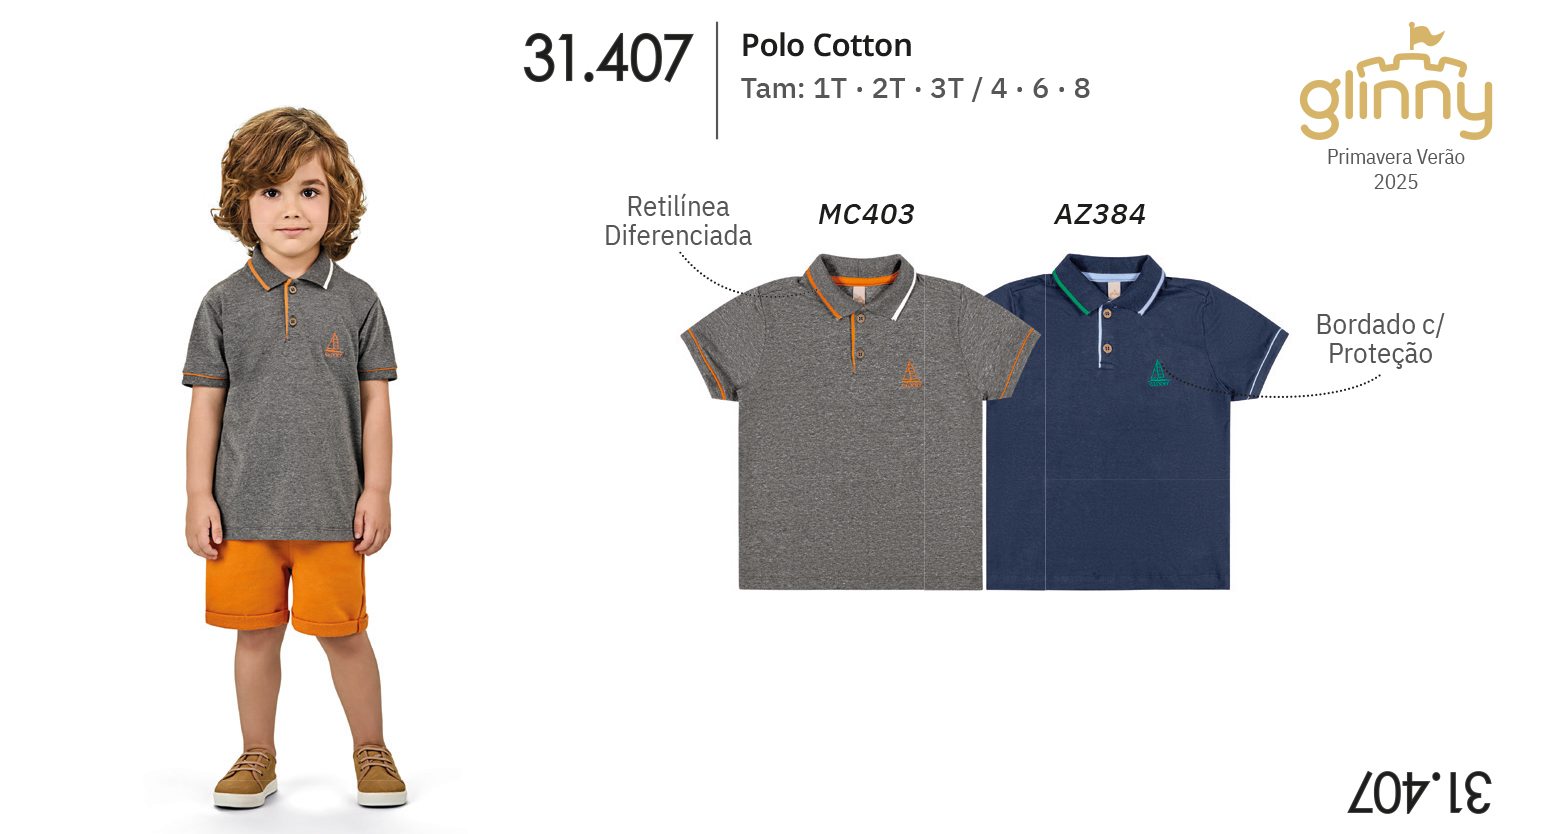 31.407
Polo Cotton
Tam: 1T · 2T · 3T / 4 · 6 · 8
glinny
Primavera Verão
2025
Retilínea
Diferenciada
MC403
AZ384
Bordado c/
Proteção
31.407